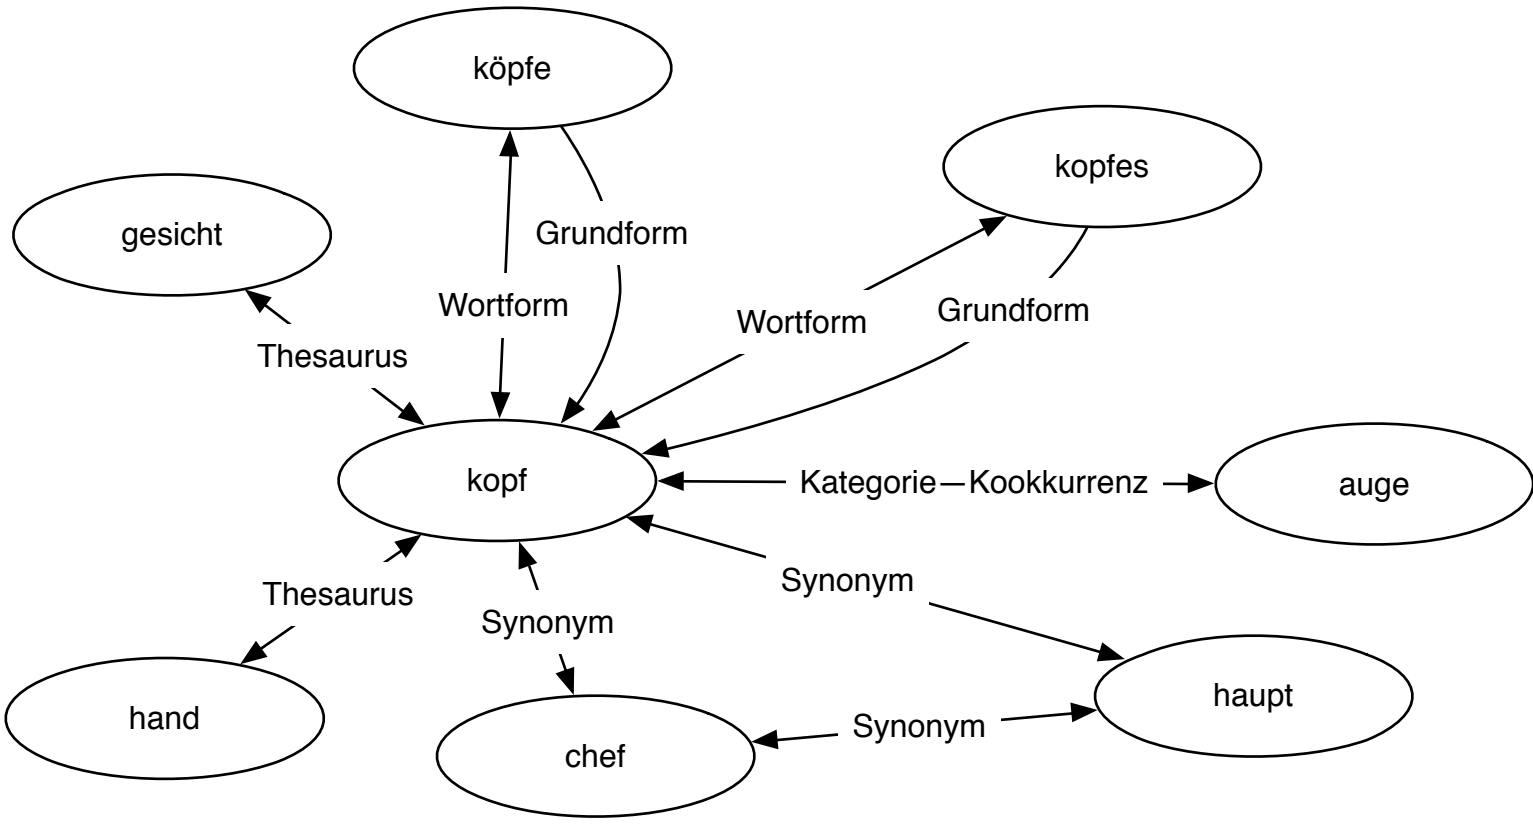 köpfe
kopfes
gesicht
Grundform
Wortform
Grundform
Wortform
Thesaurus
kopf
Kategorie–Kookkurrenz
auge
Synonym
Thesaurus
Synonym
haupt
hand
Synonym
chef